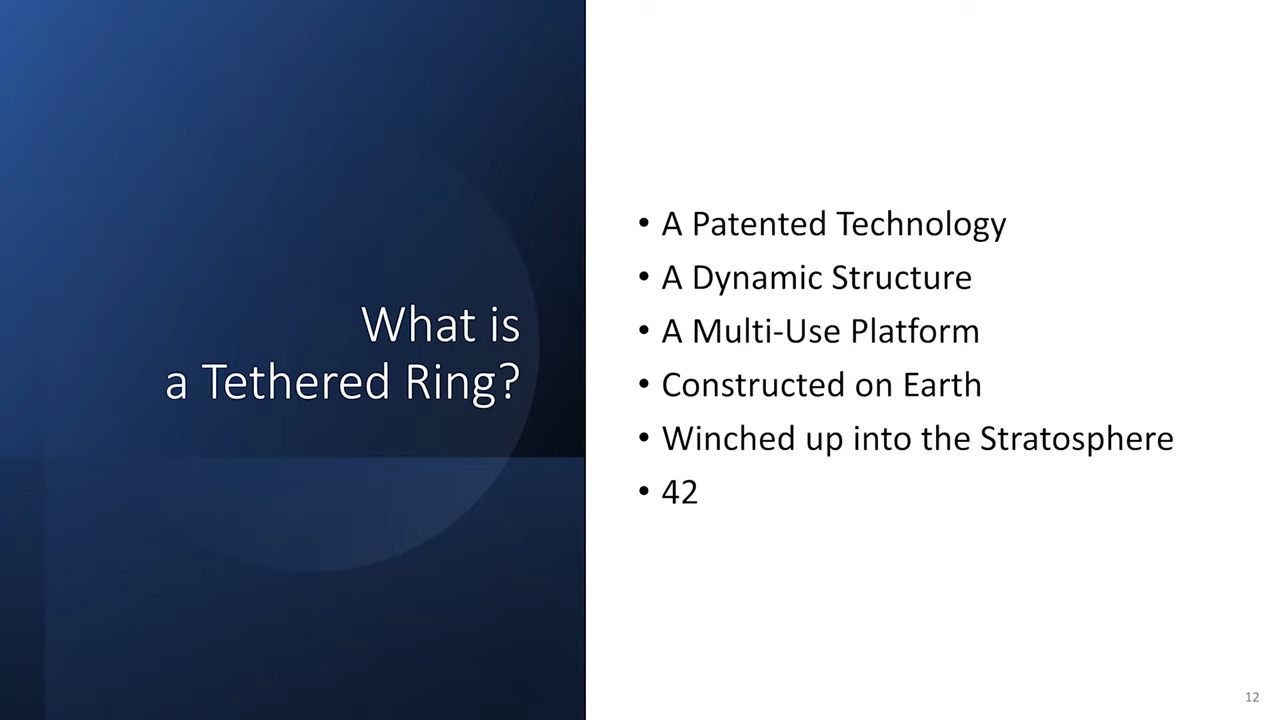 What is
a Tethered Ring?
• A Patented Technology
• A Dynamic Structure
• A Multi-Use Platform
• Constructed on Earth
• Winched up into the Stratosphere
• 42
12